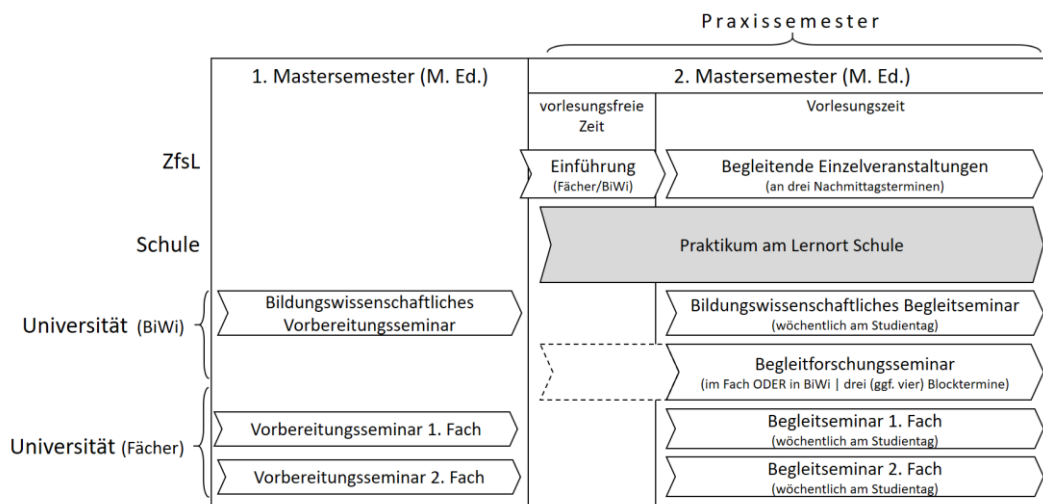 Praxissemester
1. Mastersemester (M. Ed.)
2. Mastersemester (M. Ed.)
vorlesungsfreie
Zeit
Vorlesungszeit
ZfsL
Einführung
(Fächer/BiWi)
Begleitende Einzelveranstaltungen
(an drei Nachmittagsterminen)
Schule
Praktikum am Lernort Schule
Universität (BiWi)
Bildungswissenschaftliches
Vorbereitungsseminar
Bildungswissenschaftliches Begleitseminar
(wöchentlich am Studientag)
Begleitforschungsseminar
(im Fach ODER in BiWi | drei (ggf. vier) Blocktermine)
Universität (Fächer)
Vorbereitungsseminar 1. Fach
Begleitseminar 1. Fach
(wöchentlich am Studientag)
Vorbereitungsseminar 2. Fach
Begleitseminar 2. Fach
(wöchentlich am Studientag)